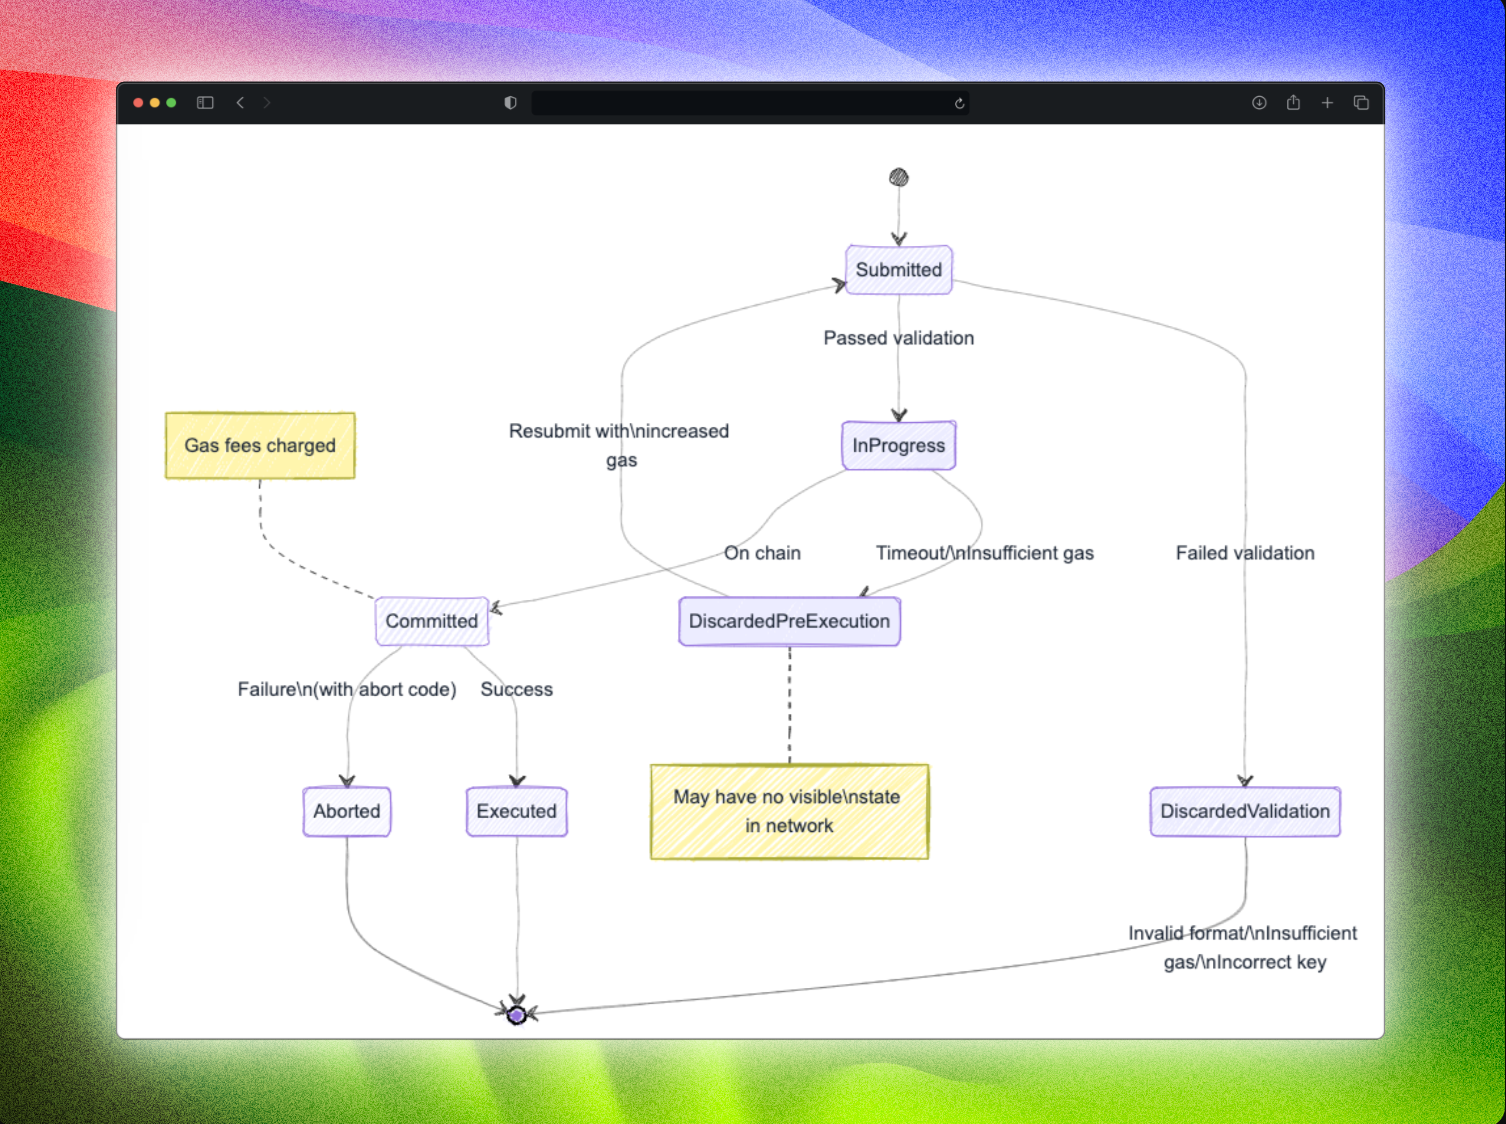 Submitted
Passed validation
Resubmit with\nincreased
gas
Gas fees charged
InProgress
On chain
Timeout/\nInsufficient gas
Failed validation
Committed
DiscardedPreExecution
Failure\n(with abort code)
Success
Aborted
Executed
May have no visible\nstate
in network
DiscardedValidation
Invalid format/\nInsufficient
gas/\nIncorrect key